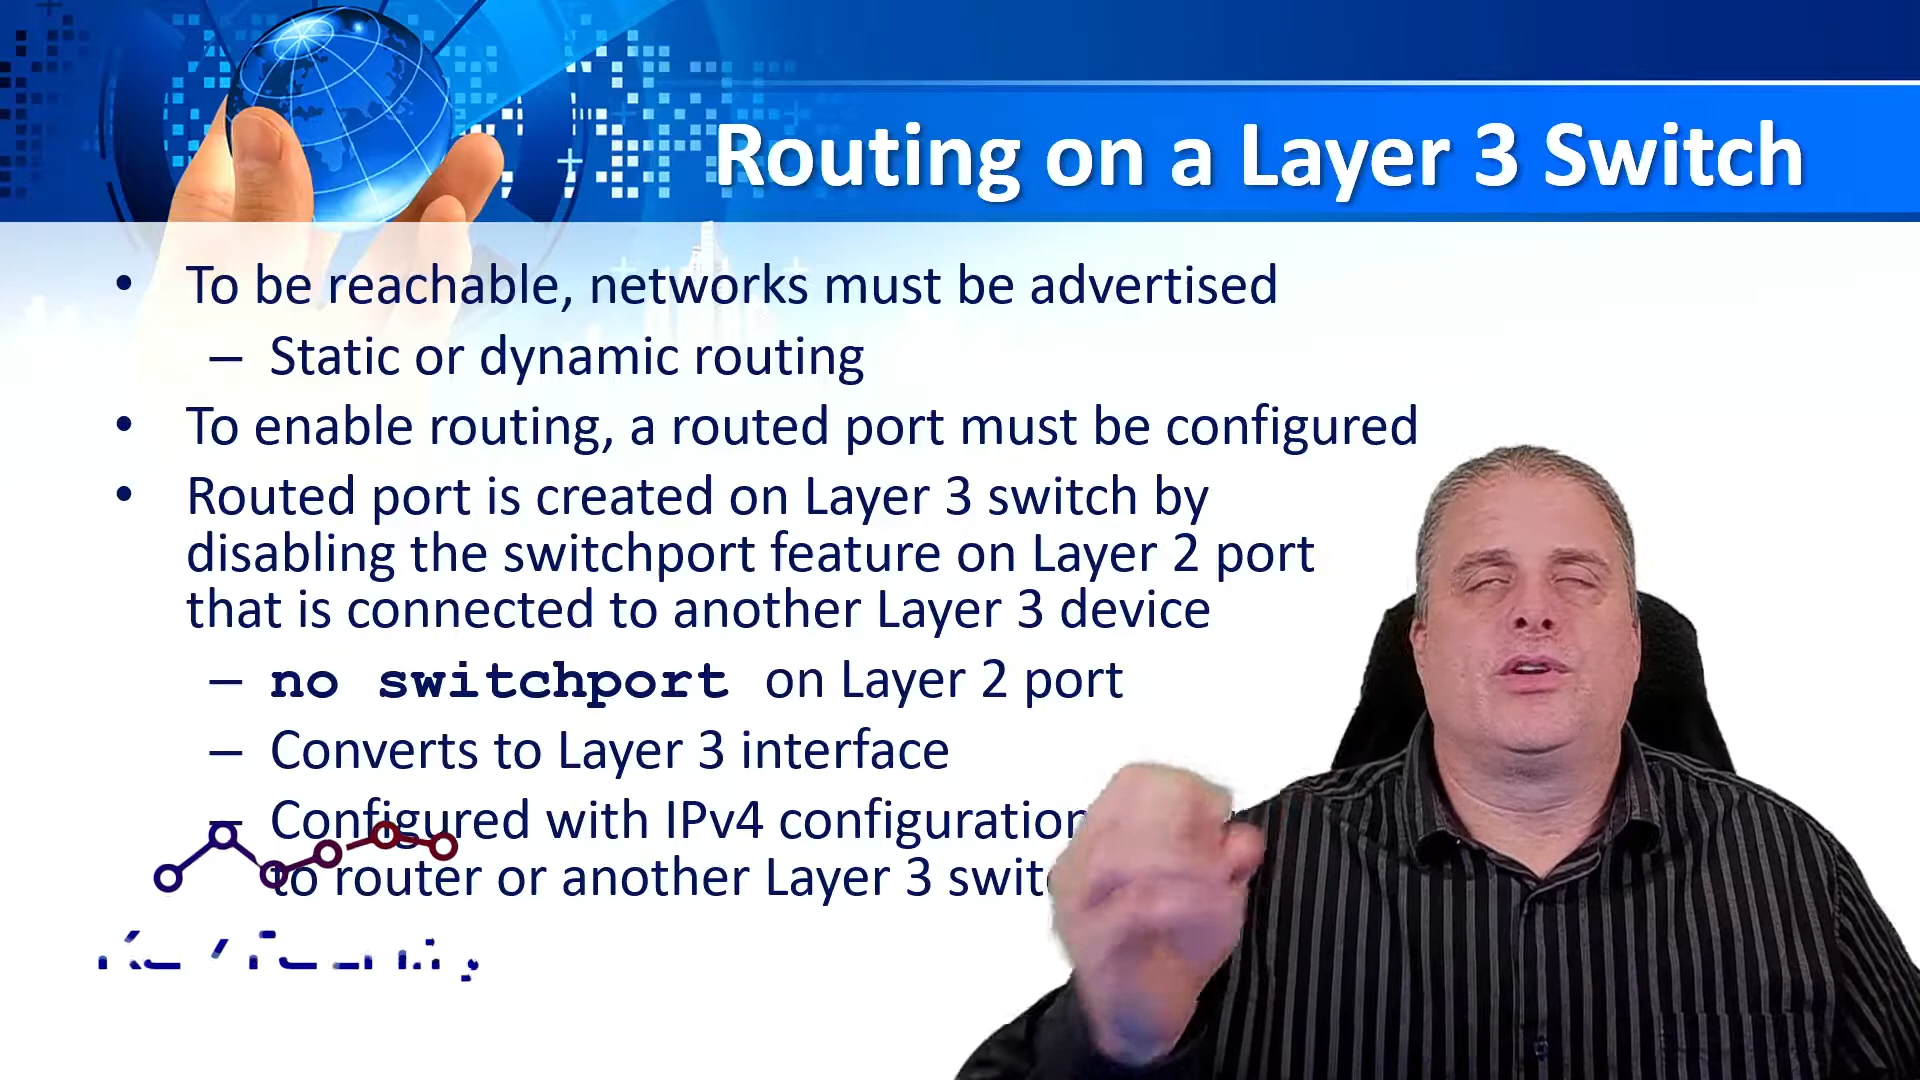 Routing on a Layer 3 Switch
• To be reachable, networks must be advertised
– Static or dynamic routing
• To enable routing, a routed port must be configured
• Routed port is created on Layer 3 switch by
disabling the switchport feature on Layer 2 port
that is connected to another Layer 3 device
– no switchport on Layer 2 port
– Converts to Layer 3 interface
– Configured with IPv4 configuration
to router or another Layer 3